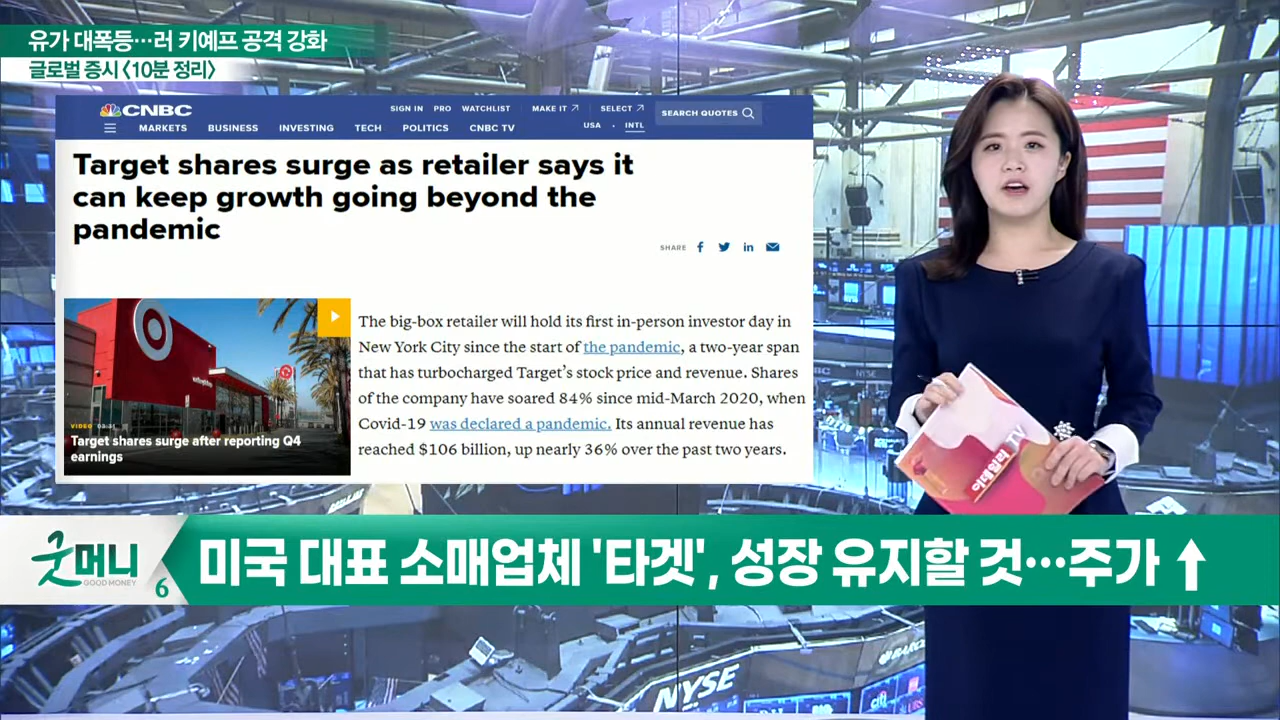 유가 대폭등…러 키예프 공격 강화
글로벌 증시 <10분 정리>
CNBC
SIGN IN PRO WATCHLIST MAKE IT SELECT
SEARCH QUOTES
USA · INTL
MARKETS BUSINESS INVESTING TECH POLITICS CNBC TV
Target shares surge as retailer says it
can keep growth going beyond the
pandemic
SHARE
VIDEO
Target shares surge after reporting Q4
earnings
The big-box retailer will hold its first in-person investor day in
New York City since the start of the pandemic, a two-year span
that has turbocharged Target’s stock price and revenue. Shares
of the company have soared 84% since mid-March 2020, when
Covid-19 was declared a pandemic. Its annual revenue has
reached $106 billion, up nearly 36% over the past two years.
이데일리 TV
굿머니
GOOD MONEY
6
미국 대표 소매업체 '타겟', 성장 유지할 것…주가 ↑
NYSE
NYSE
BARCLAYS
citi